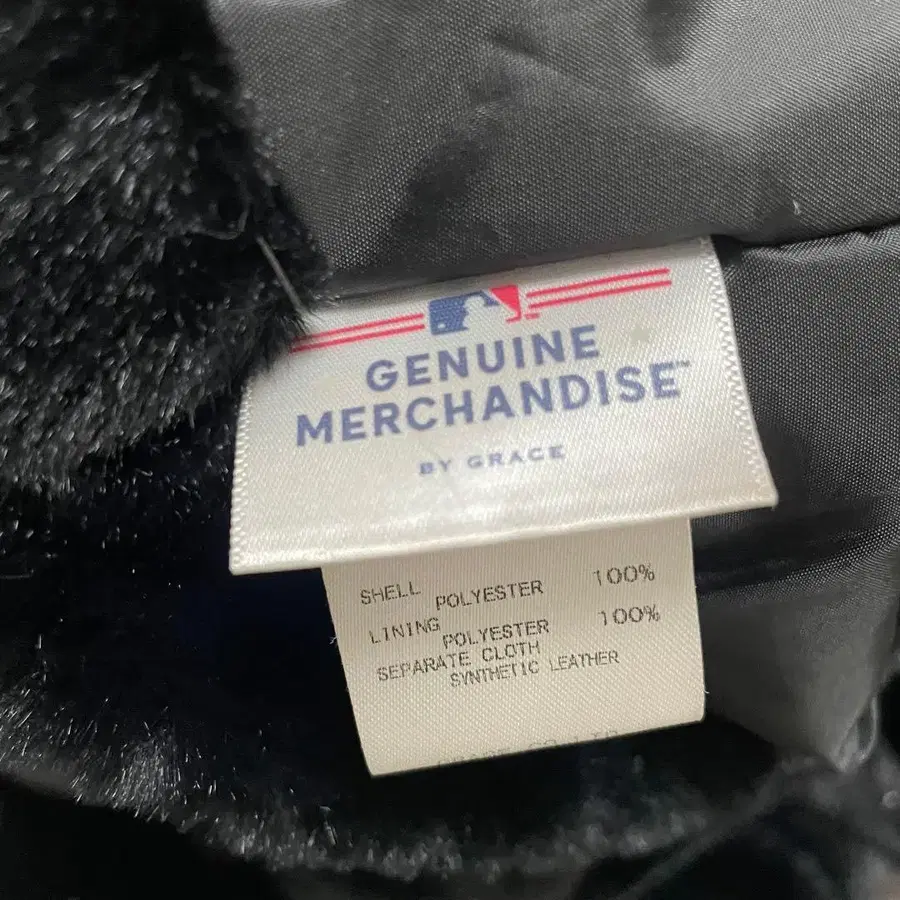 GENUINE
MERCHANDISE™
BY GRACE
SHELL
POLYESTER 100%
LINING
POLYESTER 100%
SEPARATE CLOTH
SYNTHETIC LEATHER